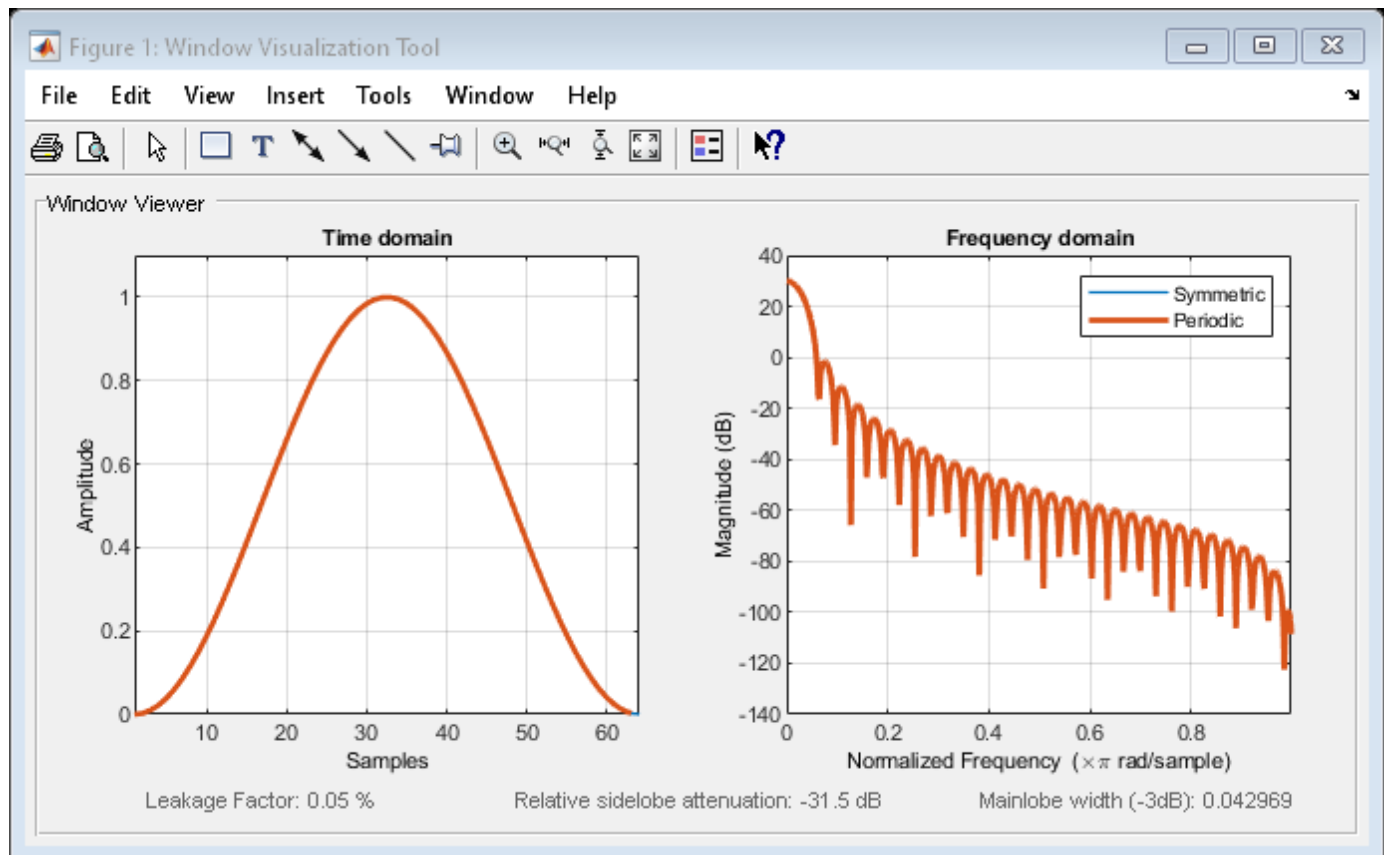 Figure 1: Window Visualization Tool
File Edit View Insert Tools Window Help
T
?
Window Viewer
Time domain
1
0.8
0.6
0.4
0.2
0
Amplitude
10 20 30 40 50 60
Samples
Frequency domain
40
20
0
-20
-40
-60
-80
-100
-120
-140
Magnitude (dB)
Symmetric
Periodic
0 0.2 0.4 0.6 0.8
Normalized Frequency (×π rad/sample)
Leakage Factor: 0.05 % Relative sidelobe attenuation: -31.5 dB Mainlobe width (-3dB): 0.042969